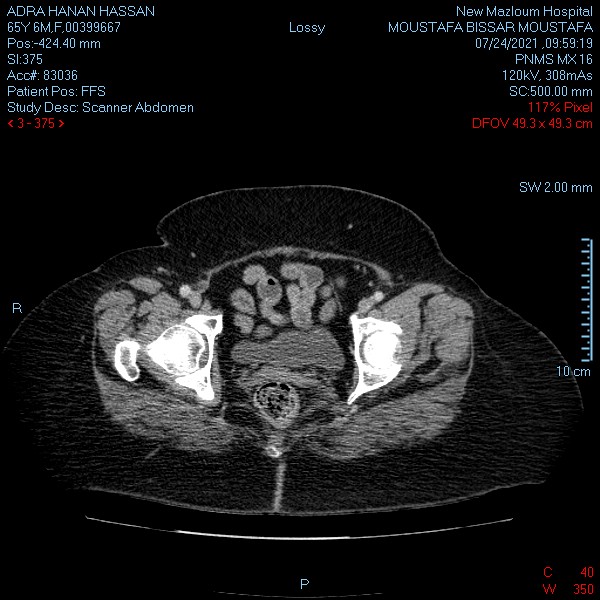 ADRA HANAN HASSAN
65Y 6M,F,00399667
Pos:-424.40 mm
SI:375
Acc#: 83036
Patient Pos: FFS
Study Desc: Scanner Abdomen
< 3 - 375 >
Lossy
New Mazloum Hospital
MOUSTAFA BISSAR MOUSTAFA
07/24/2021 ,09:59:19
PNMS MX 16
120kV, 308mAs
SC:500.00 mm
117% Pixel
DFOV 49.3 x 49.3 cm
SW 2.00 mm
R
10 cm
P
C 40
W 350